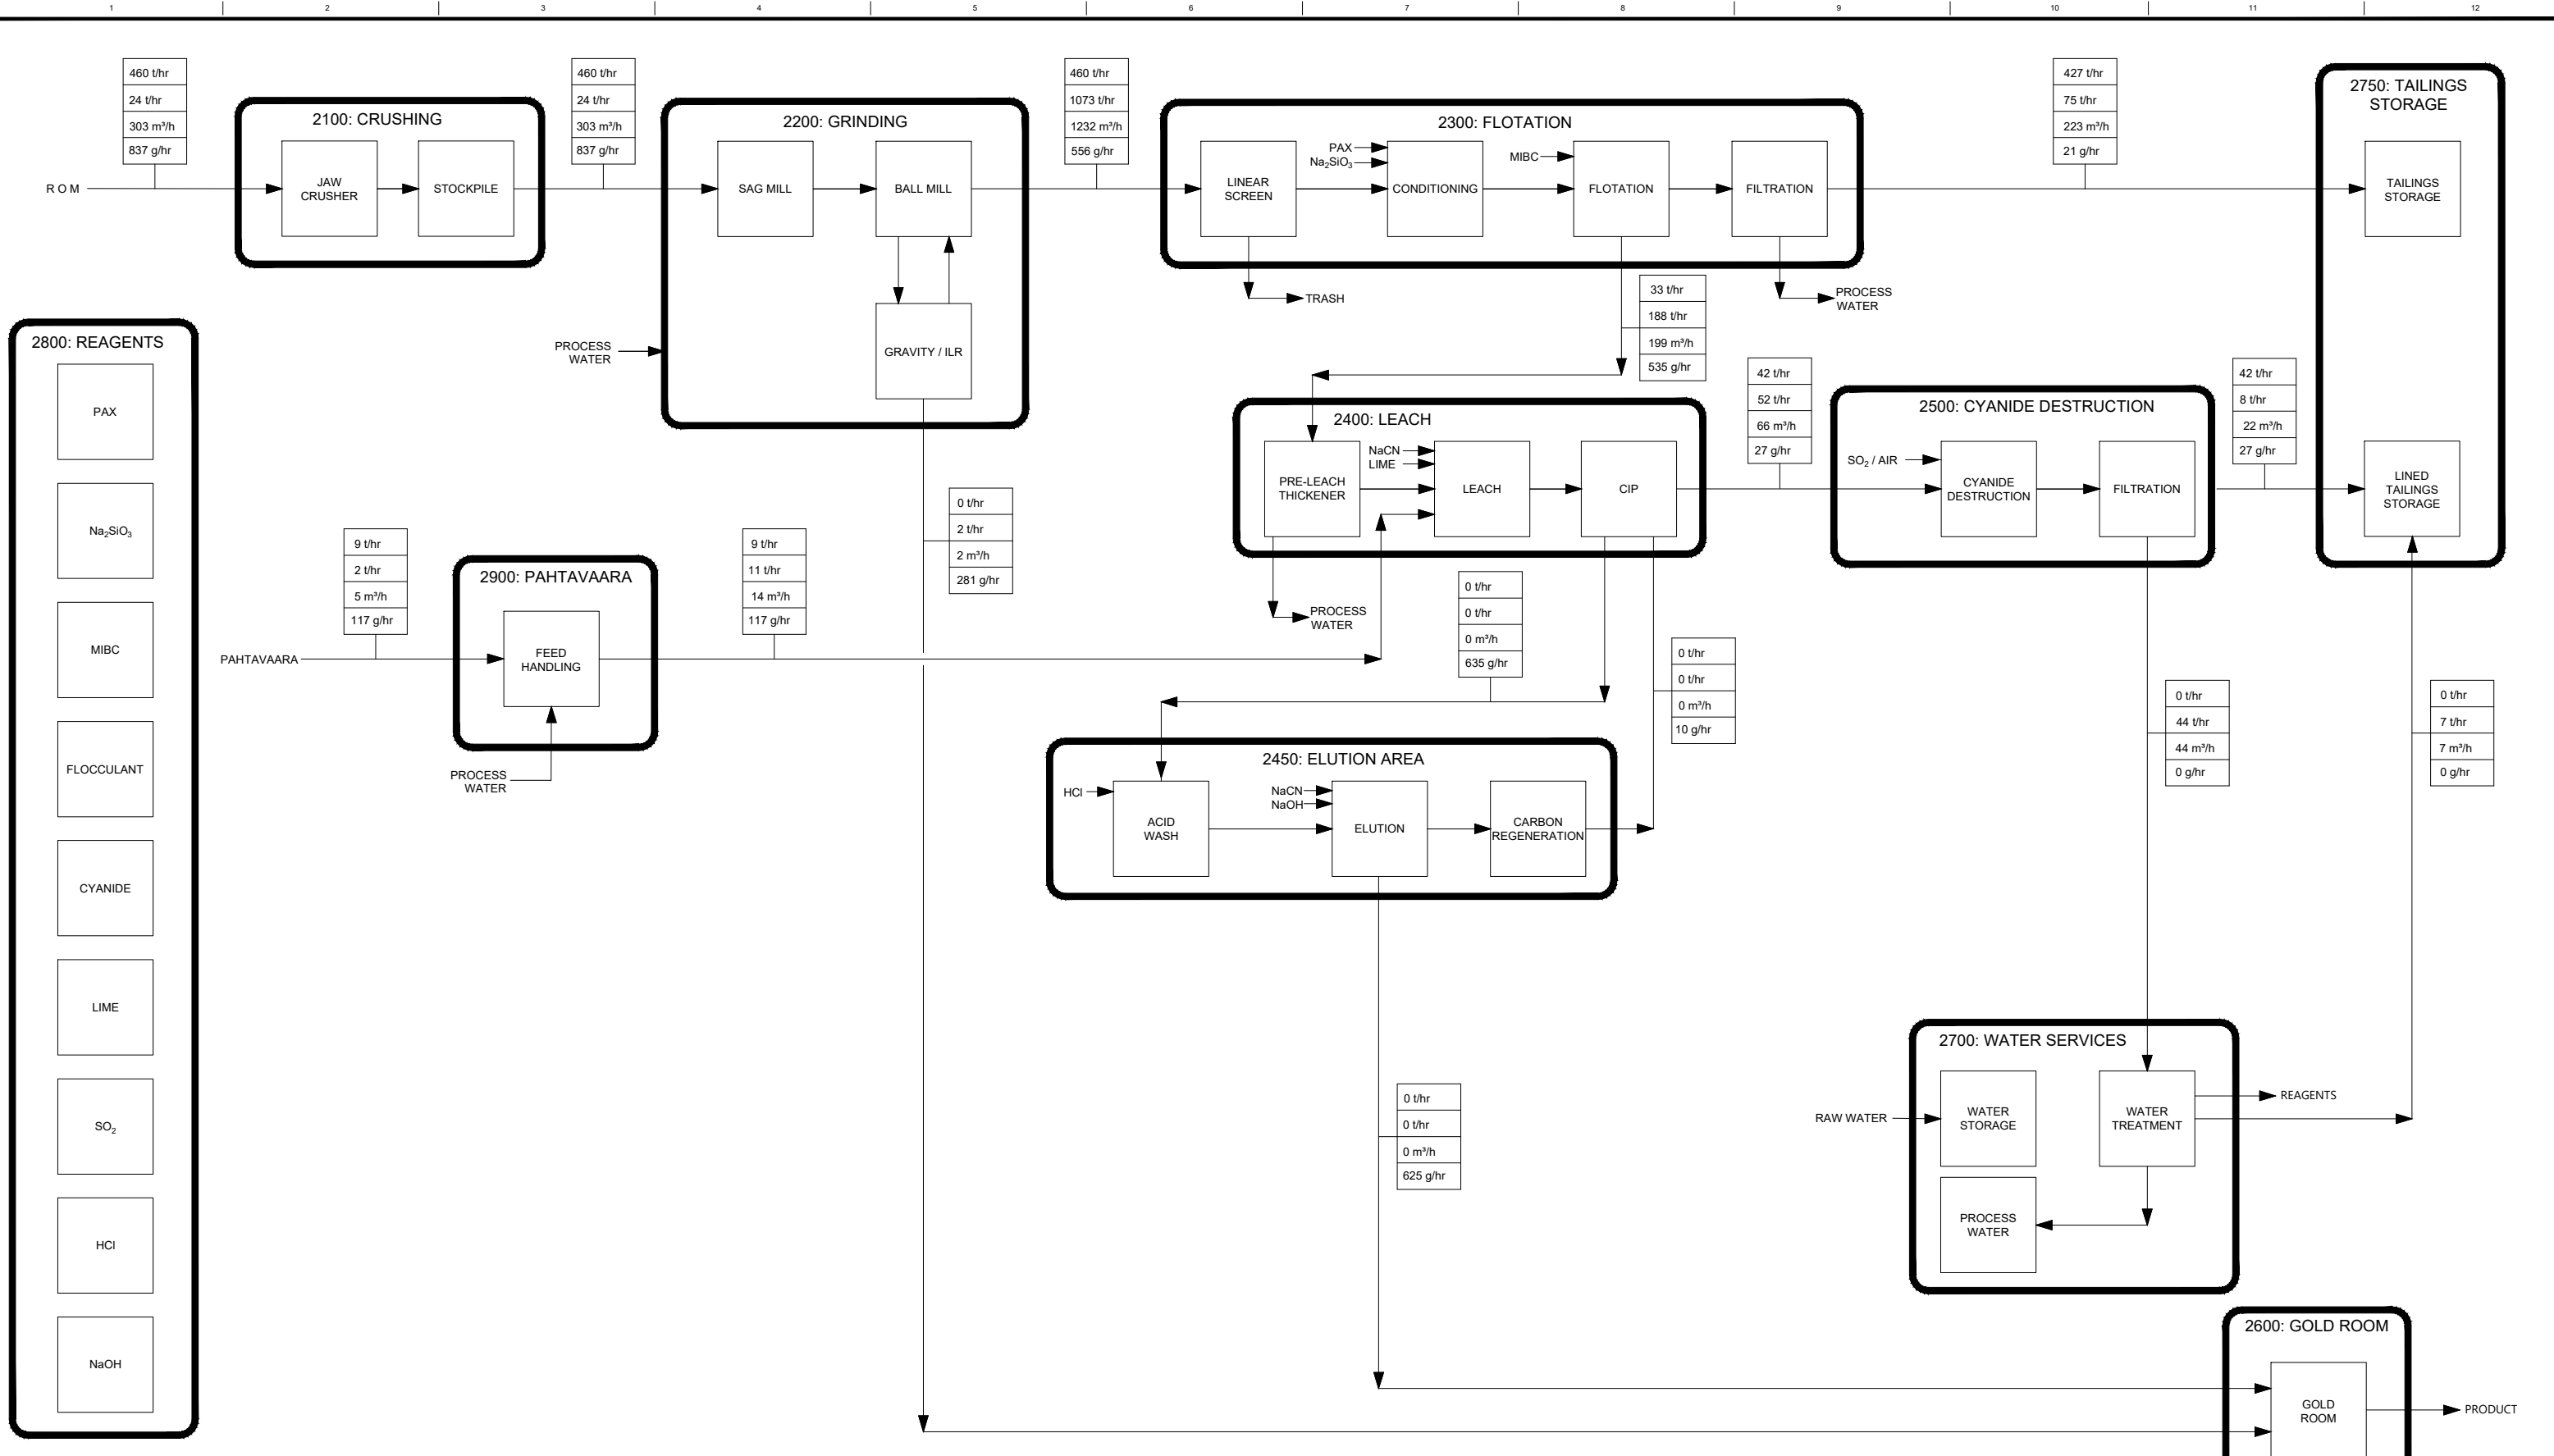 1 2 3 4 5 6 7 8 9 10 11 12
460 t/hr
24 t/hr
303 m³/h
837 g/hr
R O M
2100: CRUSHING
JAW
CRUSHER
STOCKPILE
460 t/hr
24 t/hr
303 m³/h
837 g/hr
2200: GRINDING
SAG MILL
BALL MILL
GRAVITY / ILR
PROCESS
WATER
460 t/hr
1073 t/hr
1232 m³/h
556 g/hr
2300: FLOTATION
LINEAR
SCREEN
PAX
Na₂SiO₃
CONDITIONING
MIBC
FLOTATION
FILTRATION
TRASH
PROCESS
WATER
427 t/hr
75 t/hr
223 m³/h
21 g/hr
2750: TAILINGS
STORAGE
TAILINGS
STORAGE
LINED
TAILINGS
STORAGE
33 t/hr
188 t/hr
199 m³/h
535 g/hr
2800: REAGENTS
PAX
Na₂SiO₃
MIBC
FLOCCULANT
CYANIDE
LIME
SO₂
HCl
NaOH
2400: LEACH
PRE-LEACH
THICKENER
NaCN
LIME
LEACH
CIP
PROCESS
WATER
42 t/hr
52 t/hr
66 m³/h
27 g/hr
2500: CYANIDE DESTRUCTION
SO₂ / AIR
CYANIDE
DESTRUCTION
FILTRATION
42 t/hr
8 t/hr
22 m³/h
27 g/hr
0 t/hr
2 t/hr
2 m³/h
281 g/hr
9 t/hr
2 t/hr
5 m³/h
117 g/hr
PAHTAVAARA
2900: PAHTAVAARA
FEED
HANDLING
PROCESS
WATER
9 t/hr
11 t/hr
14 m³/h
117 g/hr
0 t/hr
0 t/hr
0 m³/h
635 g/hr
0 t/hr
0 t/hr
0 m³/h
10 g/hr
2450: ELUTION AREA
HCl
ACID
WASH
NaCN
NaOH
ELUTION
CARBON
REGENERATION
0 t/hr
44 t/hr
44 m³/h
0 g/hr
0 t/hr
7 t/hr
7 m³/h
0 g/hr
0 t/hr
0 t/hr
0 m³/h
625 g/hr
2700: WATER SERVICES
RAW WATER
WATER
STORAGE
WATER
TREATMENT
REAGENTS
PROCESS
WATER
2600: GOLD ROOM
GOLD
ROOM
PRODUCT